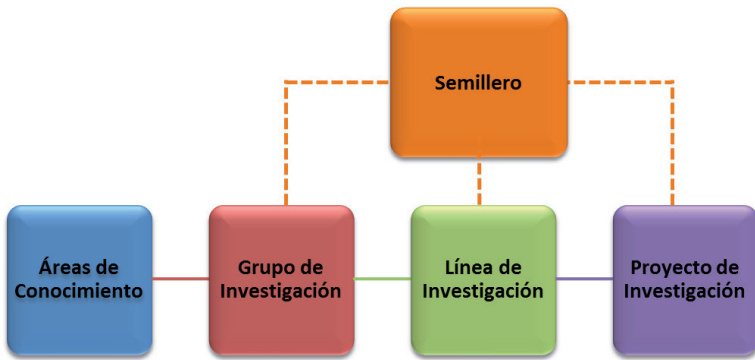 Semillero
Áreas de
Conocimiento
Grupo de
Investigación
Línea de
Investigación
Proyecto de
Investigación